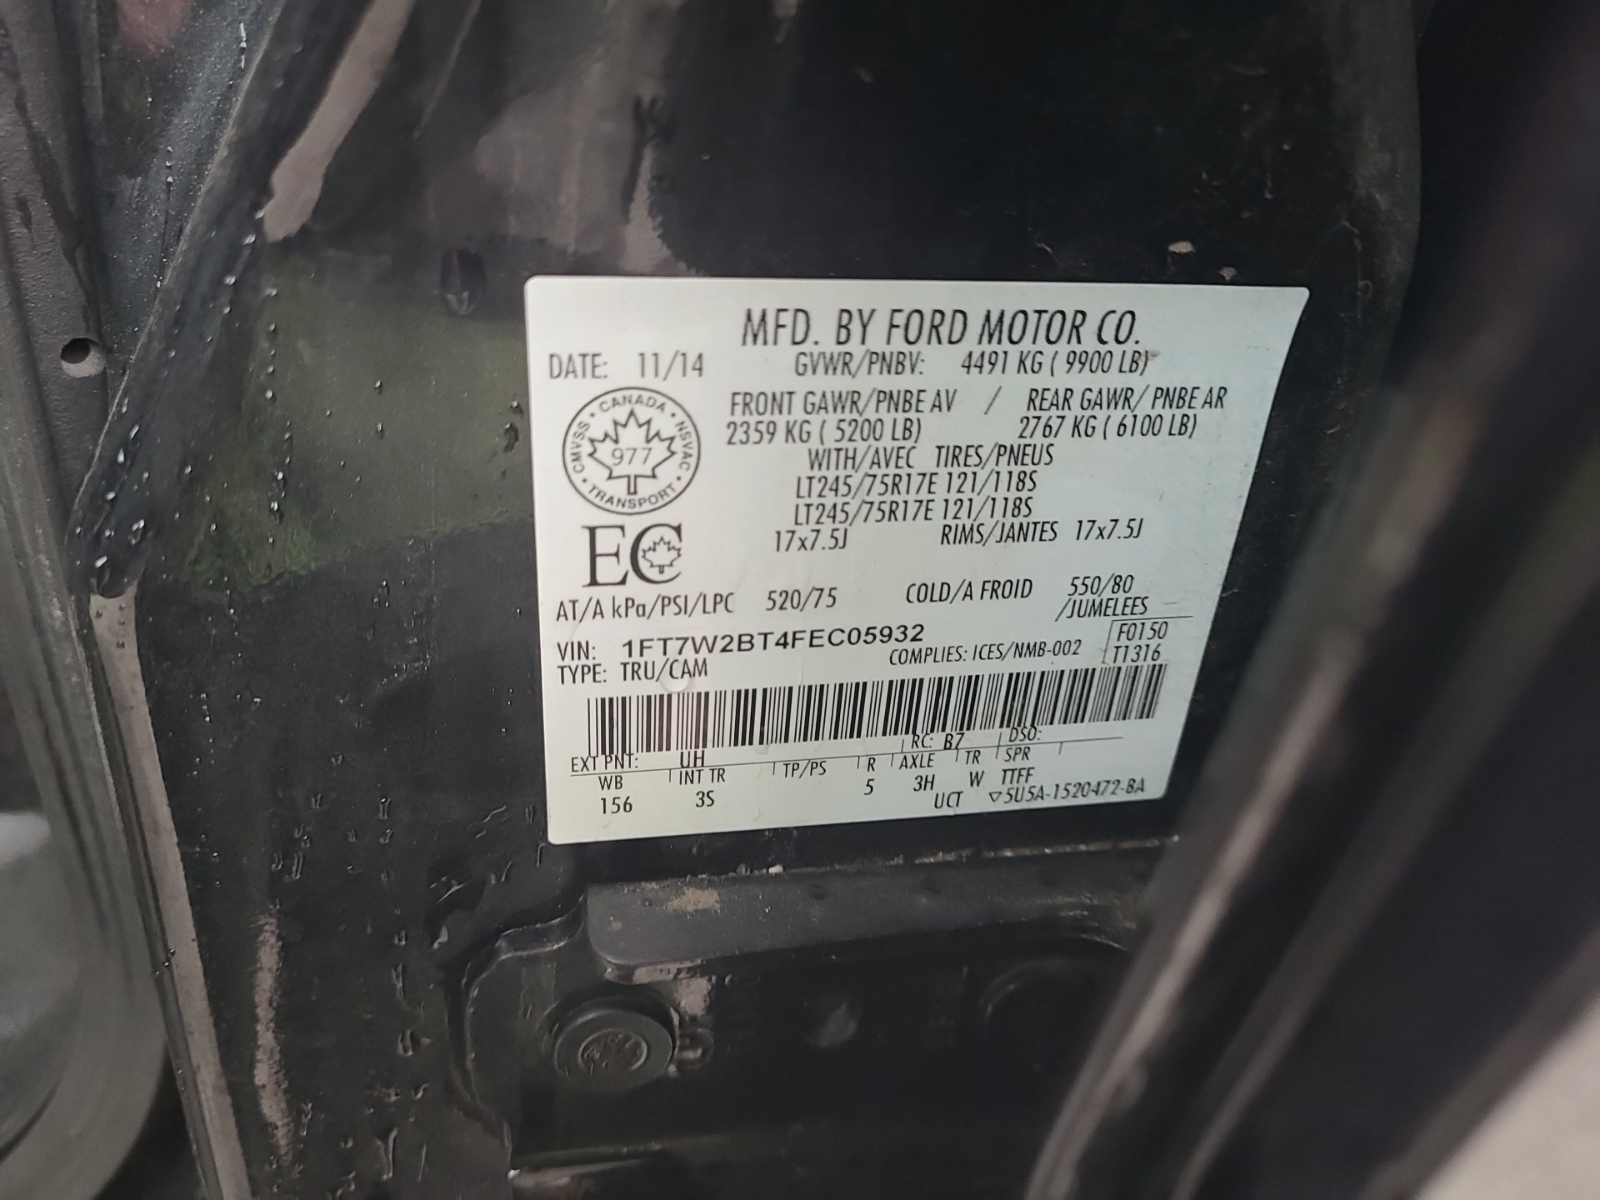 MFD. BY FORD MOTOR CO.
DATE: 11/14 GVWR/PNBV: 4491 KG ( 9900 LB)
FRONT GAWR/PNBE AV / REAR GAWR/ PNBE AR
2359 KG ( 5200 LB) 2767 KG ( 6100 LB)
WITH/AVEC TIRES/PNEUS
LT245/75R17E 121/118S
LT245/75R17E 121/118S
17x7.5J RIMS/JANTES 17x7.5J
CANADA
CMVSS 977 NSVAC
TRANSPORT
EC
AT/A kPa/PSI/LPC 520/75 COLD/A FROID 550/80
/JUMELEES
VIN: 1FT7W2BT4FEC05932 F0150
TYPE: TRU/CAM COMPLIES: ICES/NMB-002 T1316
EXT PNT: UH RC: B7 DSO:
WB INT TR TP/PS R AXLE TR SPR
156 3S 5 3H W TTFF
UCT ▽5U5A-1520472-BA